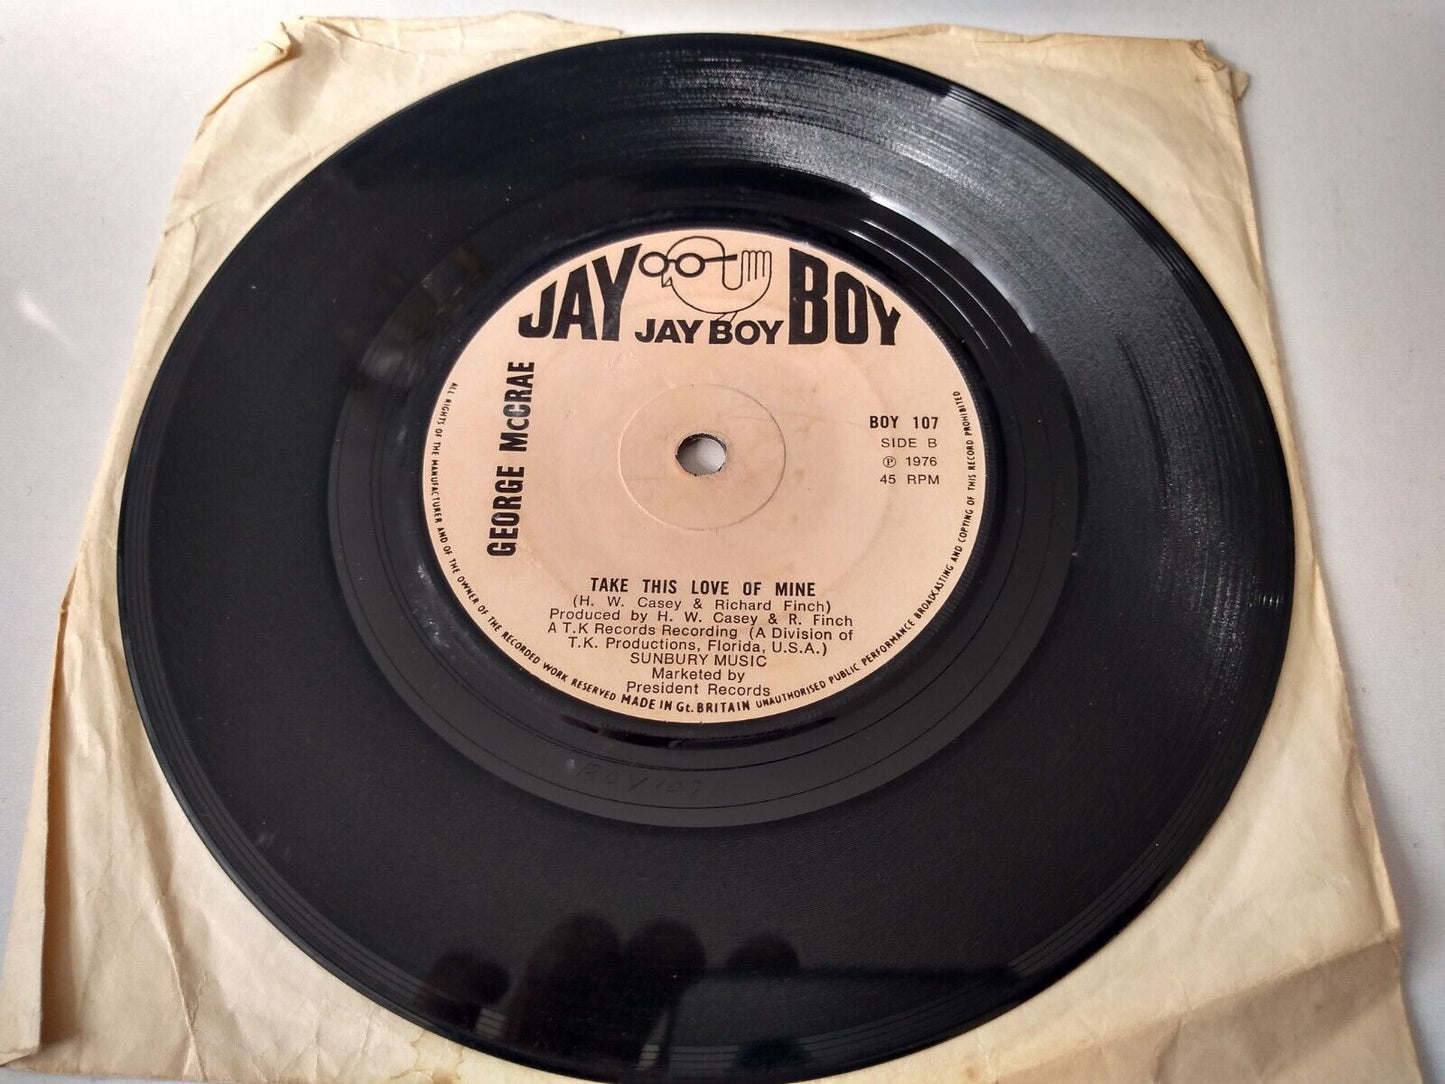 JAY BOY
JAY BOY
GEORGE McCRAE
BOY 107
SIDE B
℗ 1976
45 RPM
TAKE THIS LOVE OF MINE
(H. W. Casey & Richard Finch)
Produced by H. W. Casey & R. Finch
A T.K Records Recording (A Division of
T.K. Productions, Florida, U.S.A.)
SUNBURY MUSIC
Marketed by
President Records
ALL RIGHTS OF THE MANUFACTURER AND OF THE OWNER OF THE RECORDED WORK RESERVED MADE IN Gt. BRITAIN UNAUTHORISED PUBLIC PERFORMANCE BROADCASTING AND COPYING OF THIS RECORD PROHIBITED